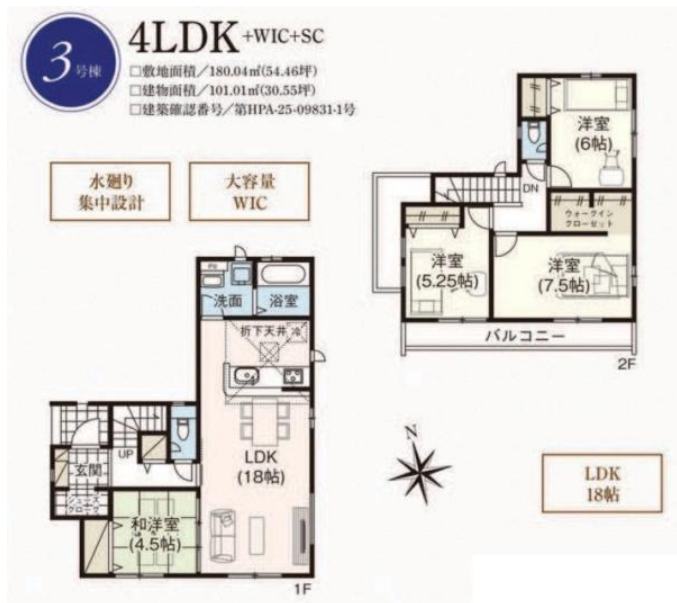 3号棟
4LDK+WIC+SC
□敷地面積／180.04㎡(54.46坪)
□建物面積／101.01㎡(30.55坪)
□建築確認番号／第HPA-25-09831-1号
水廻り
集中設計
大容量
WIC
洋室
(6帖)
DN
ウォークイン
クローゼット
洋室
(5.25帖)
洋室
(7.5帖)
バルコニー
2F
洗面
浴室
折下天井
冷
UP
玄関
シューズ
クローク
LDK
(18帖)
和洋室
(4.5帖)
1F
N
LDK
18帖